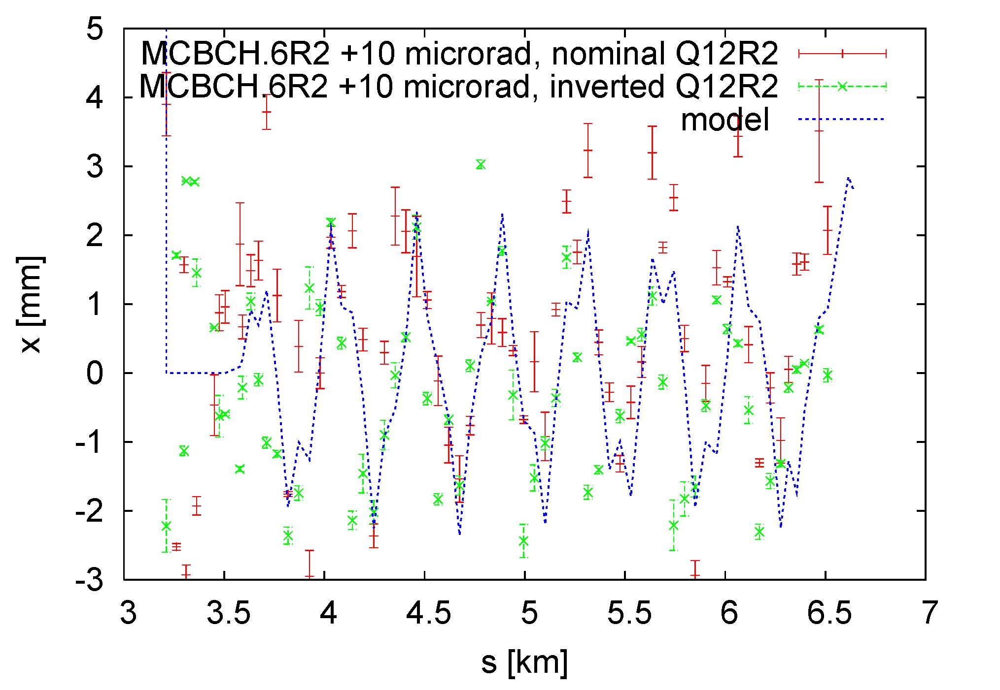 5
MCBCH.6R2 +10 microrad, nominal Q12R2
MCBCH.6R2 +10 microrad, inverted Q12R2
4
model
3
2
1
0
-1
-2
-3
x [mm]
3 3.5 4 4.5 5 5.5 6 6.5 7
s [km]